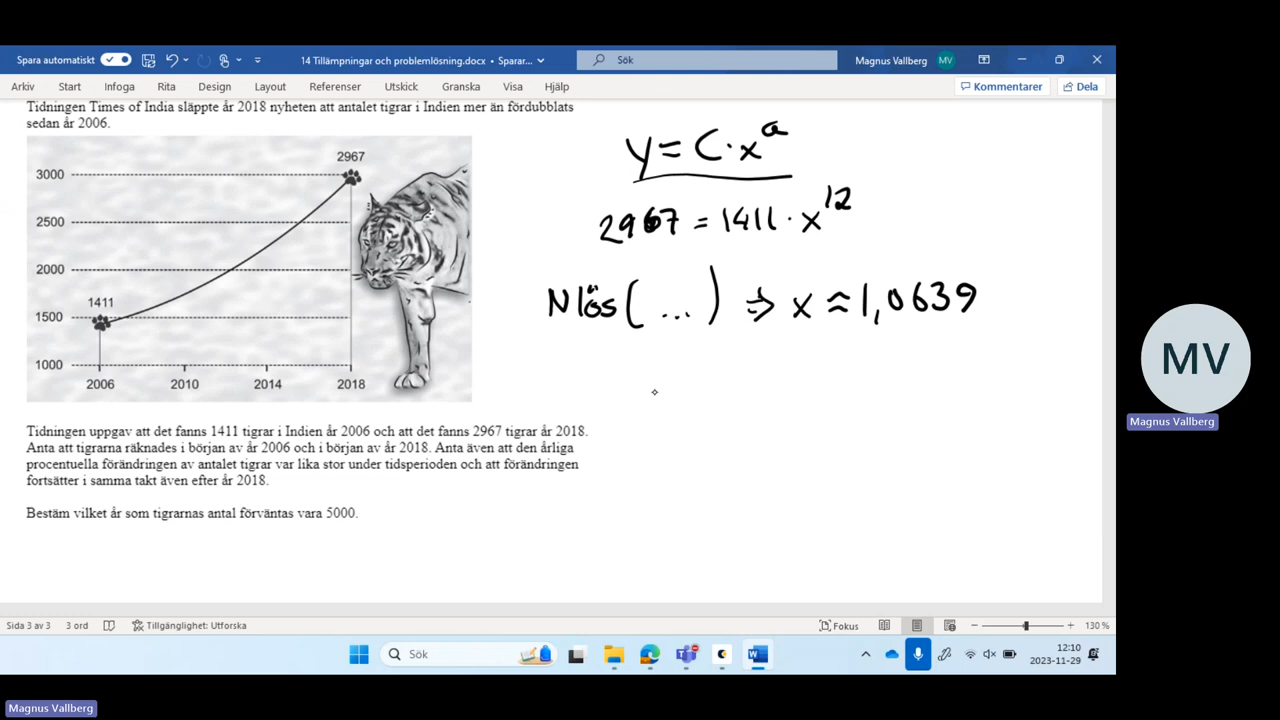 Spara automatiskt
14 Tillämpningar och problemlösning.docx • Sparar...
Sök
Magnus Vallberg
MV
Arkiv Start Infoga Rita Design Layout Referenser Utskick Granska Visa Hjälp
Kommentarer
Dela
Tidningen Times of India släppte år 2018 nyheten att antalet tigrar i Indien mer än fördubblats
sedan år 2006.
2967
3000
2500
2000
1411
1500
1000
2006 2010 2014 2018
y = C · x^a
2967 = 1411 · x^12
Nlös( ... ) ⇒ x ≈ 1,0639
Tidningen uppgav att det fanns 1411 tigrar i Indien år 2006 och att det fanns 2967 tigrar år 2018.
Anta att tigrarna räknades i början av år 2006 och i början av år 2018. Anta även att den årliga
procentuella förändringen av antalet tigrar var lika stor under tidsperioden och att förändringen
fortsätter i samma takt även efter år 2018.
Bestäm vilket år som tigrarnas antal förväntas vara 5000.
MV
Magnus Vallberg
Sida 3 av 3 3 ord Tillgänglighet: Utforska
Fokus
130 %
Sök
12:10
2023-11-29
Magnus Vallberg